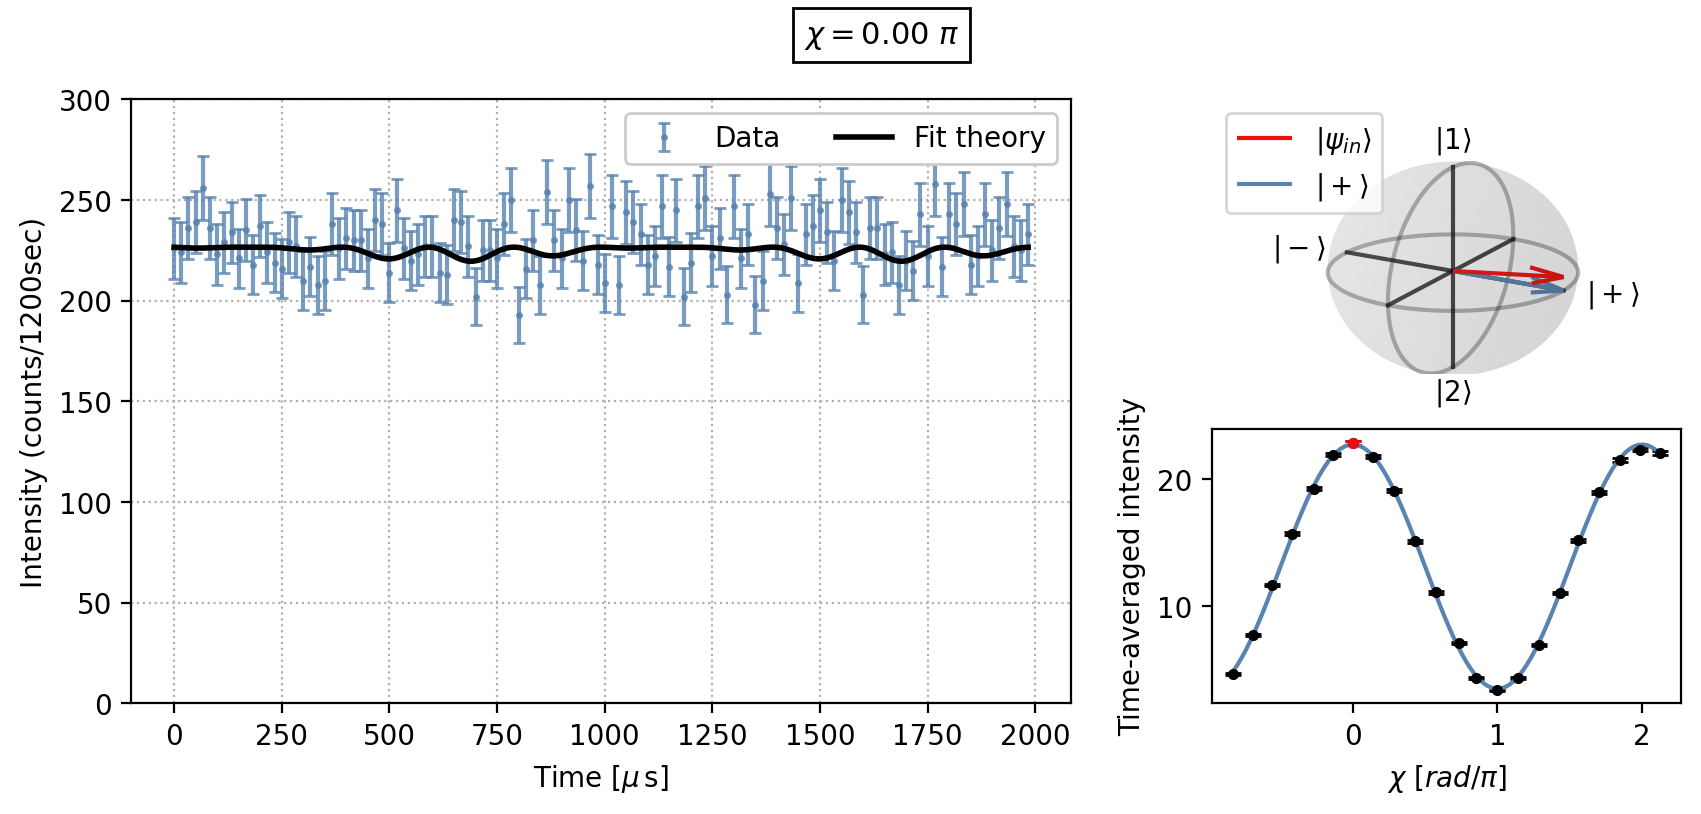 χ = 0.00 π
Intensity (counts/1200sec)
300
250
200
150
100
50
0
Data
Fit theory
0 250 500 750 1000 1250 1500 1750 2000
Time [μ s]
|ψin⟩
|+⟩
|1⟩
|−⟩
|+⟩
|2⟩
Time-averaged intensity
20
10
0 1 2
χ [rad/π]